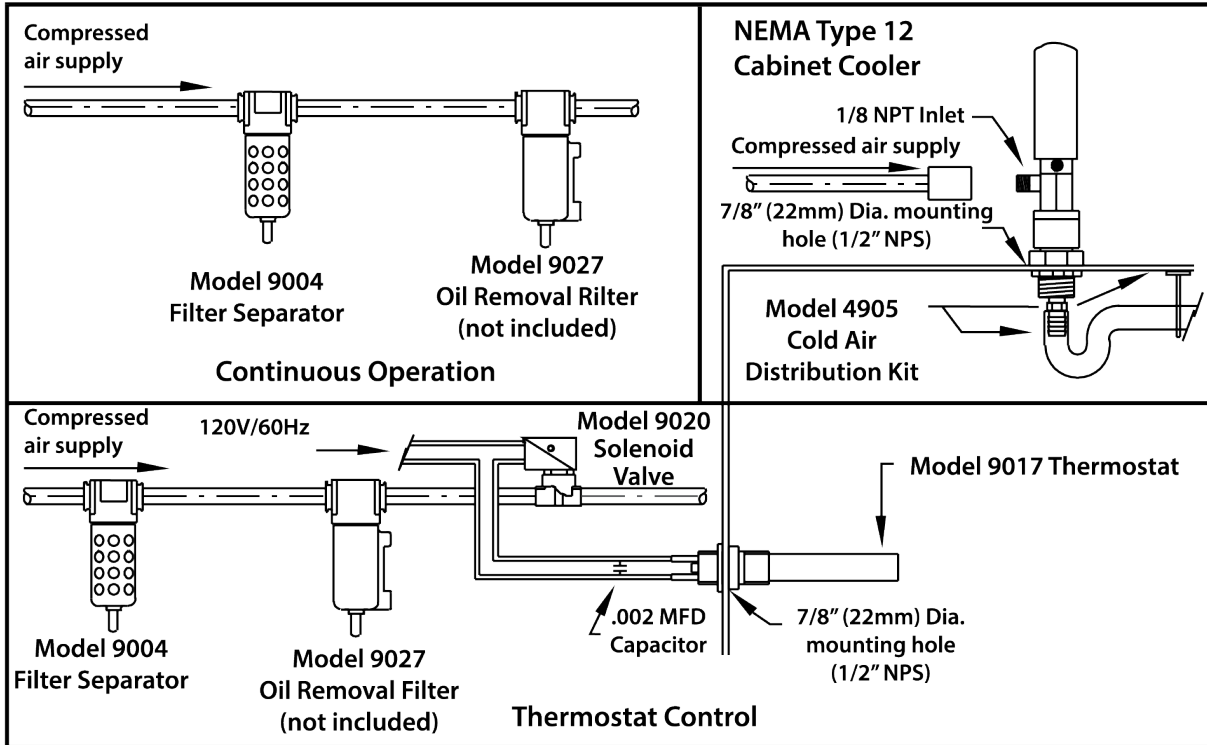 Compressed
air supply
Model 9004
Filter Separator
Model 9027
Oil Removal Rilter
(not included)
Continuous Operation
NEMA Type 12
Cabinet Cooler
1/8 NPT Inlet
Compressed air supply
7/8” (22mm) Dia. mounting
hole (1/2” NPS)
Model 4905
Cold Air
Distribution Kit
Compressed
air supply
120V/60Hz
Model 9020
Solenoid
Valve
Model 9017 Thermostat
.002 MFD
Capacitor
7/8” (22mm) Dia.
mounting hole
(1/2” NPS)
Model 9004
Filter Separator
Model 9027
Oil Removal Filter
(not included)
Thermostat Control